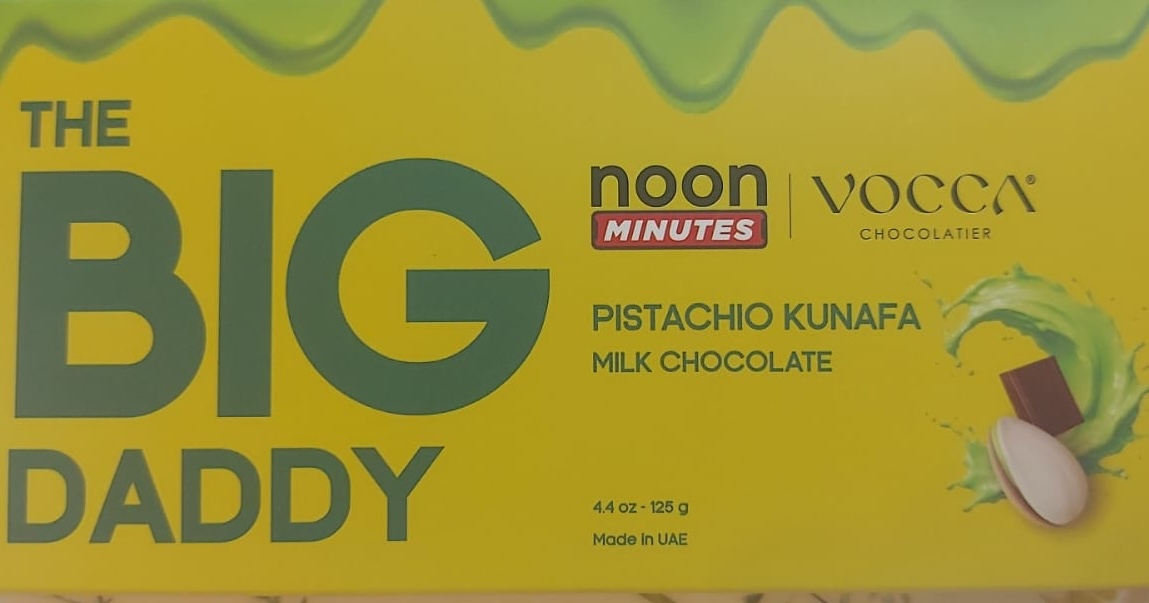 THE
BIG
DADDY
noon
MINUTES
VOCCA®
CHOCOLATIER
PISTACHIO KUNAFA
MILK CHOCOLATE
4.4 oz - 125 g
Made in UAE